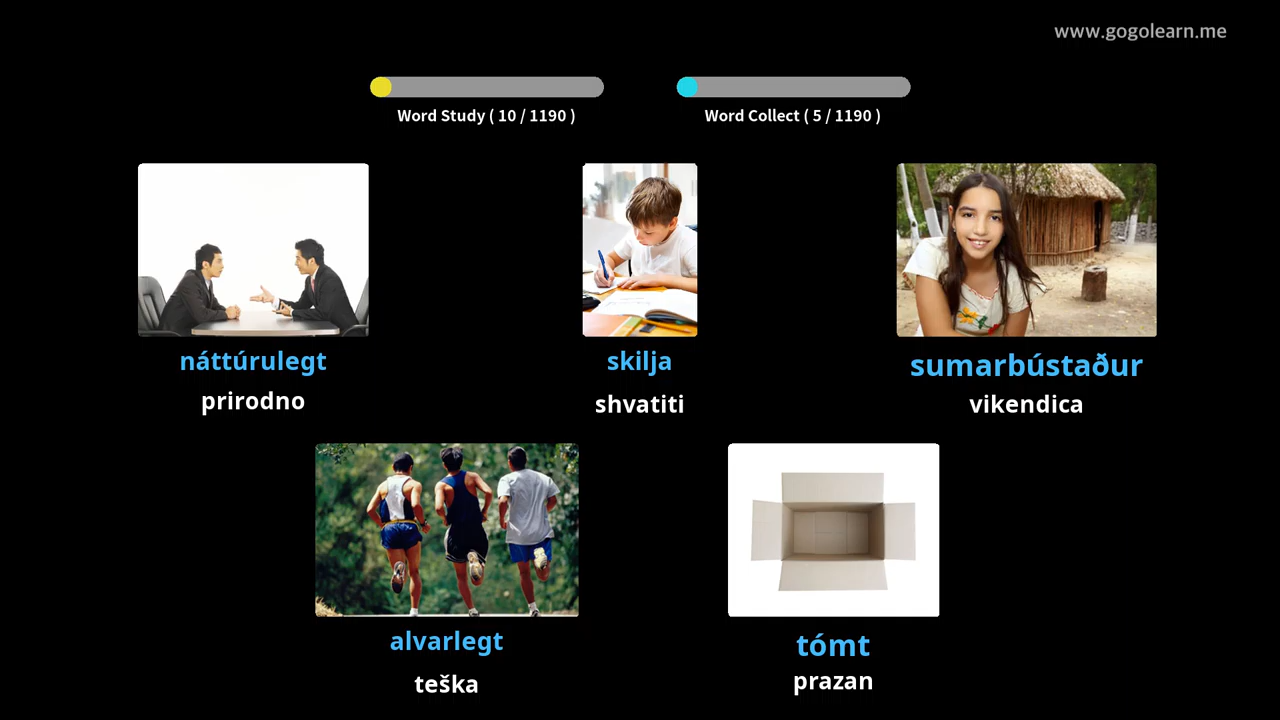 www.gogolearn.me
Word Study ( 10 / 1190 )
Word Collect ( 5 / 1190 )
náttúrulegt
prirodno
skilja
shvatiti
sumarbústaður
vikendica
alvarlegt
teška
tómt
prazan